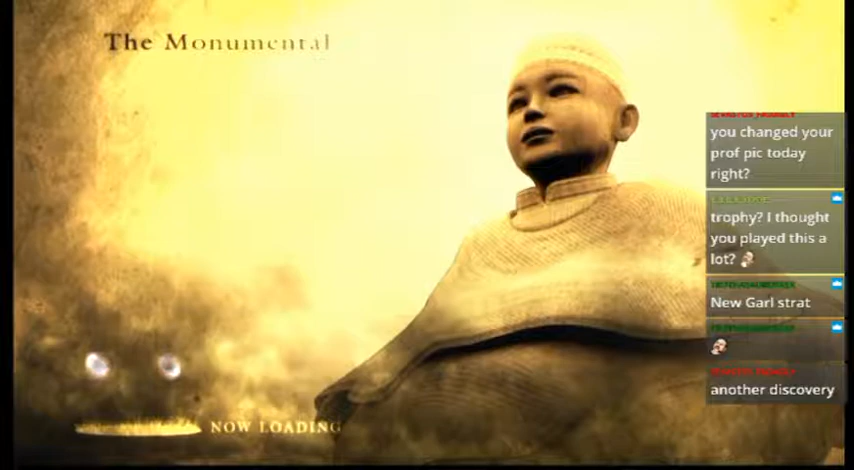 The Monumental
you changed your
prof pic today
right?
trophy? I thought
you played this a
lot?
New Garl strat
another discovery
NOW LOADING